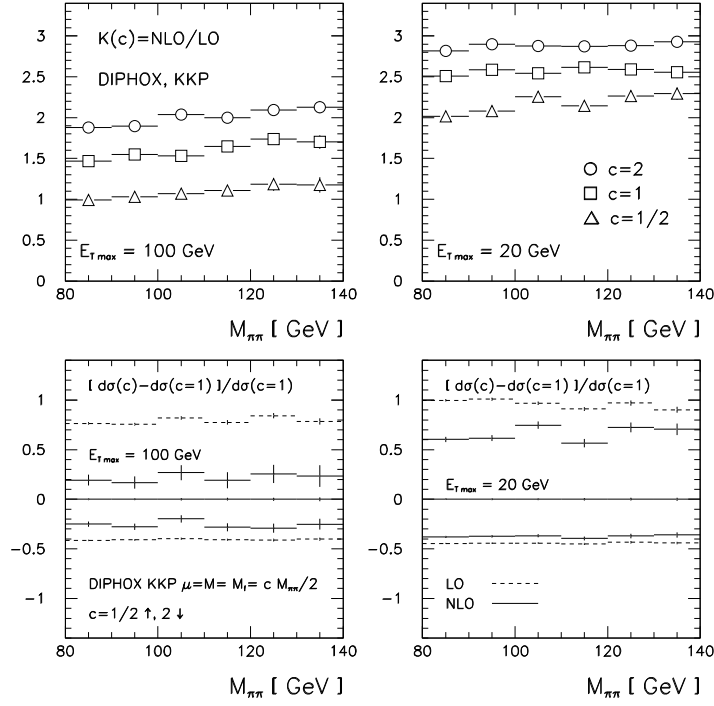 K(c)=NLO/LO
DIPHOX, KKP
E_T max = 100 GeV
3
2.5
2
1.5
1
0.5
0
80 100 120 140
M_ππ [ GeV ]
c=2
c=1
c=1/2
E_T max = 20 GeV
3
2.5
2
1.5
1
0.5
0
80 100 120 140
M_ππ [ GeV ]
[ dσ(c)−dσ(c=1) ]/dσ(c=1)
E_T max = 100 GeV
DIPHOX KKP μ=M= M_f= c M_ππ/2
c=1/2 ↑, 2 ↓
1
0.5
0
−0.5
−1
80 100 120 140
M_ππ [ GeV ]
[ dσ(c)−dσ(c=1) ]/dσ(c=1)
E_T max = 20 GeV
LO
NLO
1
0.5
0
−0.5
−1
80 100 120 140
M_ππ [ GeV ]